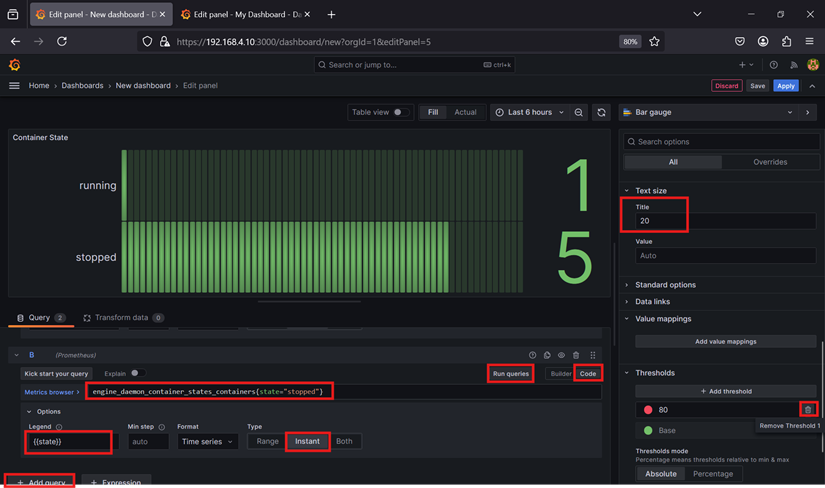 Edit panel - New dashboard - D
Edit panel - My Dashboard - Da
https://192.168.4.10:3000/dashboard/new?orgId=1&editPanel=5
80%
Search or jump to...
ctrl+k
Home > Dashboards > New dashboard > Edit panel
Discard
Save
Apply
Table view
Fill
Actual
Last 6 hours
Bar gauge
Container State
running
1
stopped
5
Search options
All
Overrides
Text size
Title
20
Value
Auto
Standard options
Data links
Value mappings
Add value mappings
Thresholds
+ Add threshold
80
Remove Threshold 1
Base
Thresholds mode
Percentage means thresholds relative to min & max
Absolute
Percentage
Query 2
Transform data 0
B (Prometheus)
Kick start your query
Explain
Run queries
Builder
Code
Metrics browser >
engine_daemon_container_states_containers{state="stopped"}
Options
Legend
Min step
Format
Type
{{state}}
auto
Time series
Range
Instant
Both
+ Add query
+ Expression